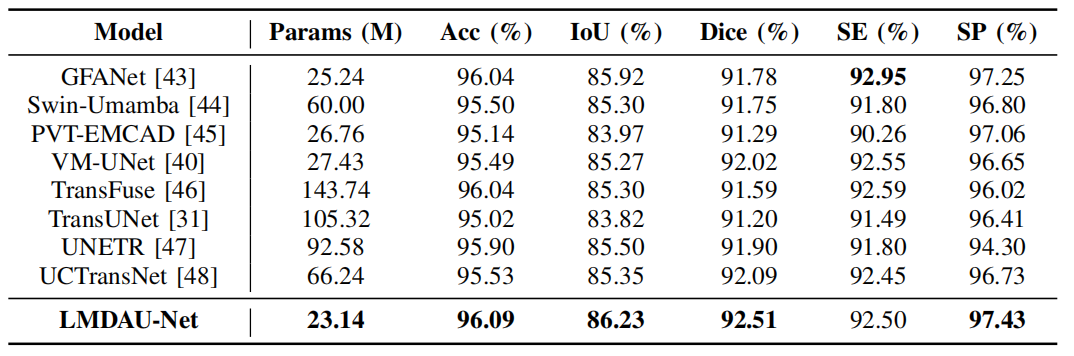 Model Params (M) Acc (%) IoU (%) Dice (%) SE (%) SP (%)
GFANet [43] 25.24 96.04 85.92 91.78 92.95 97.25
Swin-Umamba [44] 60.00 95.50 85.30 91.75 91.80 96.80
PVT-EMCAD [45] 26.76 95.14 83.97 91.29 90.26 97.06
VM-UNet [40] 27.43 95.49 85.27 92.02 92.55 96.65
TransFuse [46] 143.74 96.04 85.30 91.59 92.59 96.02
TransUNet [31] 105.32 95.02 83.82 91.20 91.49 96.41
UNETR [47] 92.58 95.90 85.50 91.90 91.80 94.30
UCTransNet [48] 66.24 95.53 85.35 92.09 92.45 96.73
LMDAU-Net 23.14 96.09 86.23 92.51 92.50 97.43